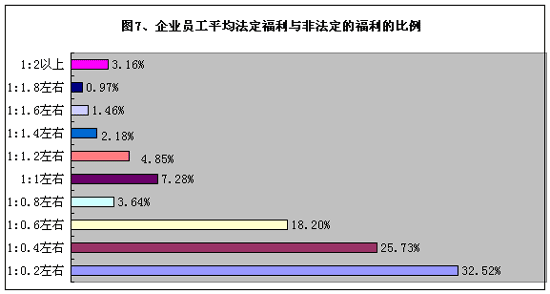 图7、企业员工平均法定福利与非法定的福利的比例
1:2以上 3.16%
1:1.8左右 0.97%
1:1.6左右 1.46%
1:1.4左右 2.18%
1:1.2左右 4.85%
1:1左右 7.28%
1:0.8左右 3.64%
1:0.6左右 18.20%
1:0.4左右 25.73%
1:0.2左右 32.52%